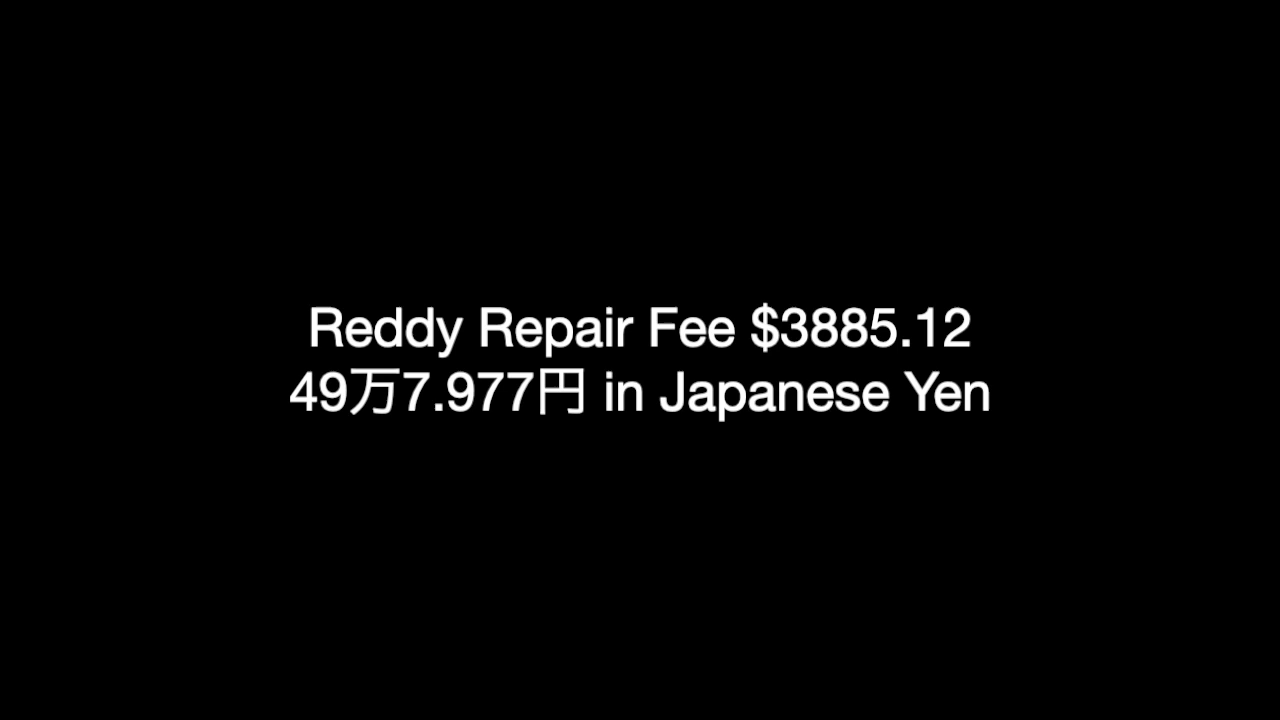 Reddy Repair Fee $3885.12
49万7.977円 in Japanese Yen